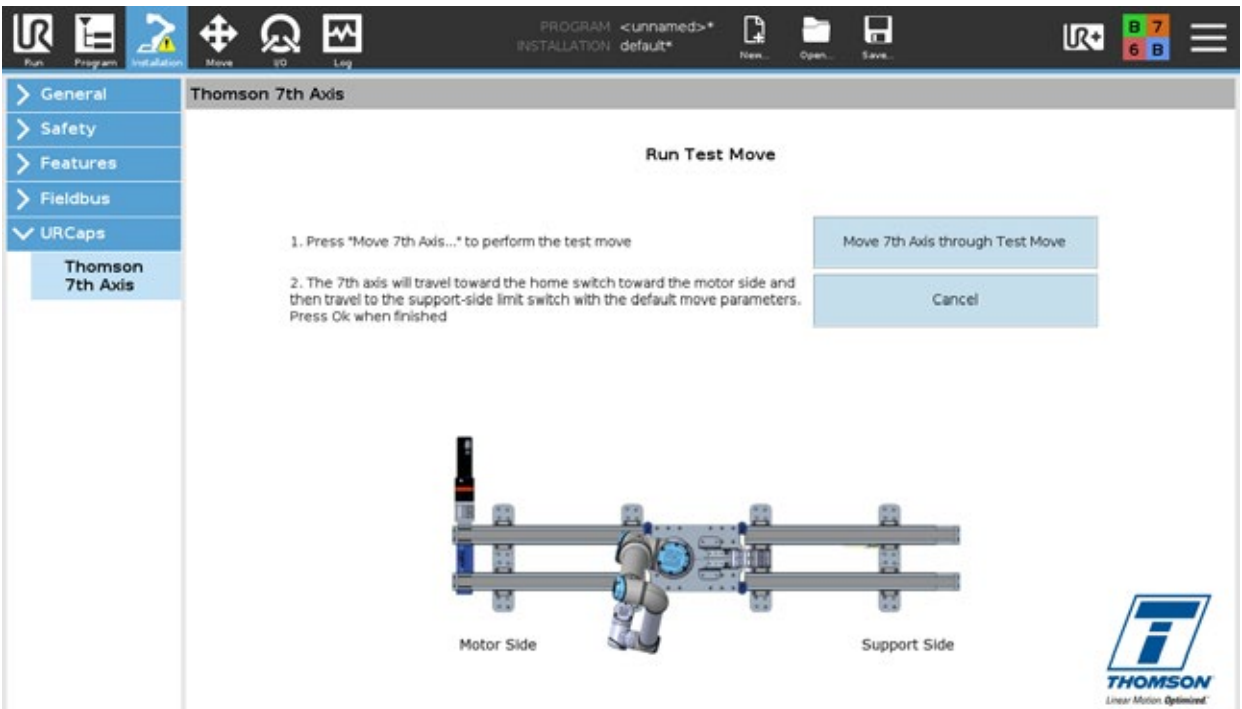 PROGRAM <unnamed>*
INSTALLATION default*
UR
Run
Program
Installation
Move
I/O
Log
New...
Open...
Save...
UR+
B 7
6 B
General
Safety
Features
Fieldbus
URCaps
Thomson
7th Axis
Thomson 7th Axis
Run Test Move
1. Press "Move 7th Axis..." to perform the test move
Move 7th Axis through Test Move
2. The 7th axis will travel toward the home switch toward the motor side and
then travel to the support-side limit switch with the default move parameters.
Press Ok when finished
Cancel
Motor Side
Support Side
THOMSON
Linear Motion. Optimized.™